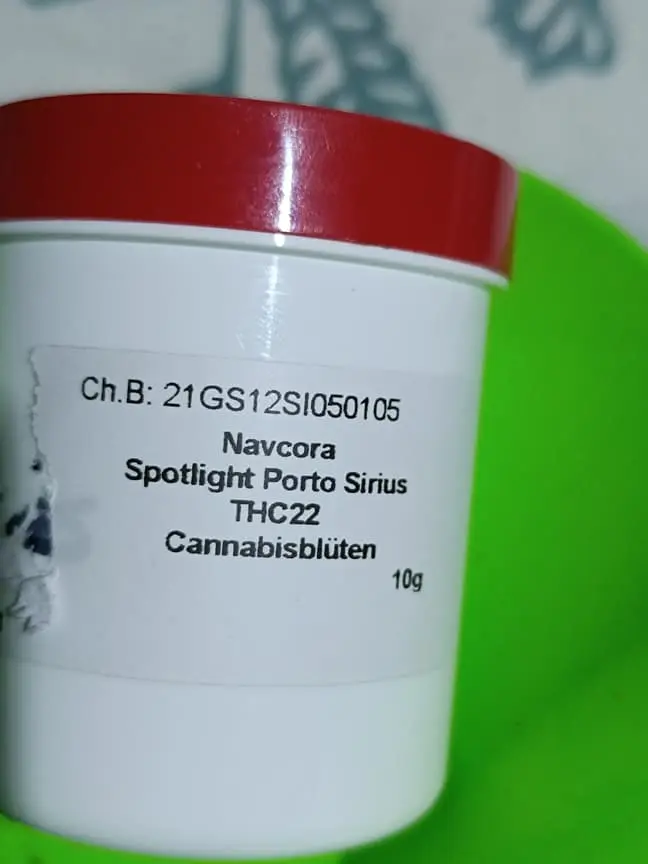 Ch.B: 21GS12SI050105
Navcora
Spotlight Porto Sirius
THC22
Cannabisblüten
10g